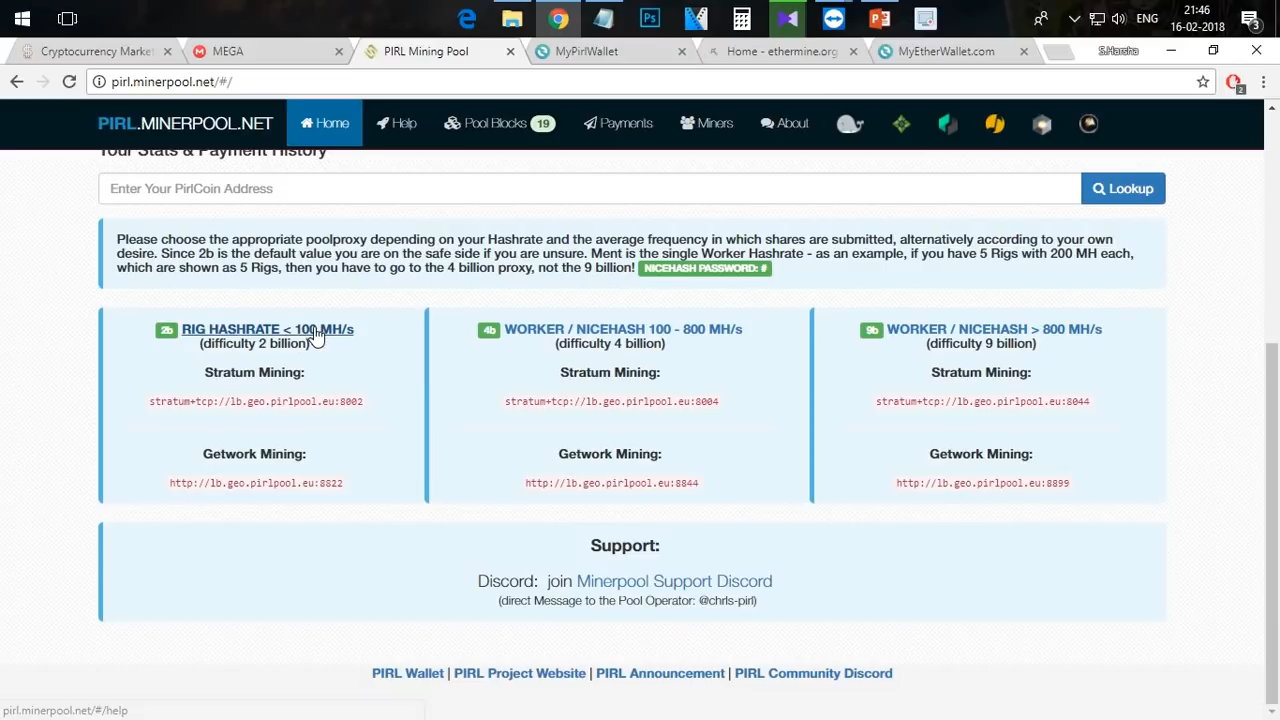 21:46
ENG
16-02-2018
Cryptocurrency Marke
MEGA
PIRL Mining Pool
MyPirlWallet
Home - ethermine.org
MyEtherWallet.com
S.Harsha
pirl.minerpool.net/#/
2
PIRL.MINERPOOL.NET
Home
Help
Pool Blocks 19
Payments
Miners
About
Your Stats & Payment History
Enter Your PirlCoin Address
Lookup
Please choose the appropriate poolproxy depending on your Hashrate and the average frequency in which shares are submitted, alternatively according to your own
desire. Since 2b is the default value you are on the safe side if you are unsure. Ment is the single Worker Hashrate - as an example, if you have 5 Rigs with 200 MH each,
which are shown as 5 Rigs, then you have to go to the 4 billion proxy, not the 9 billion! NICEHASH PASSWORD: #
2b RIG HASHRATE < 100 MH/s
(difficulty 2 billion)
Stratum Mining:
stratum+tcp://lb.geo.pirlpool.eu:8002
Getwork Mining:
http://lb.geo.pirlpool.eu:8822
4b WORKER / NICEHASH 100 - 800 MH/s
(difficulty 4 billion)
Stratum Mining:
stratum+tcp://lb.geo.pirlpool.eu:8004
Getwork Mining:
http://lb.geo.pirlpool.eu:8844
9b WORKER / NICEHASH > 800 MH/s
(difficulty 9 billion)
Stratum Mining:
stratum+tcp://lb.geo.pirlpool.eu:8044
Getwork Mining:
http://lb.geo.pirlpool.eu:8899
Support:
Discord: join Minerpool Support Discord
(direct Message to the Pool Operator: @chrls-pirl)
PIRL Wallet | PIRL Project Website | PIRL Announcement | PIRL Community Discord
pirl.minerpool.net/#/help